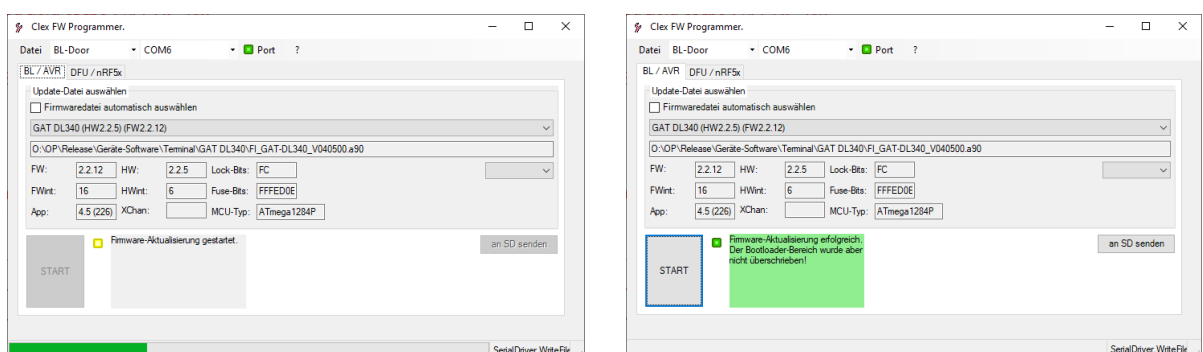 Clex FW Programmer.
Datei BL-Door COM6 Port ?
BL / AVR DFU / nRF5x
Update-Datei auswählen
Firmwaredatei automatisch auswählen
GAT DL340 (HW2.2.5) (FW2.2.12)
O:\OP\Release\Geräte-Software\Terminal\GAT DL340\FI_GAT-DL340_V040500.a90
FW: 2.2.12 HW: 2.2.5 Lock-Bits: FC
FWint: 16 HWint: 6 Fuse-Bits: FFFED0E
App: 4.5 (226) XChan: MCU-Typ: ATmega1284P
START
Firmware-Aktualisierung gestartet.
an SD senden
SerialDriver WriteFile
Clex FW Programmer.
Datei BL-Door COM6 Port ?
BL / AVR DFU / nRF5x
Update-Datei auswählen
Firmwaredatei automatisch auswählen
GAT DL340 (HW2.2.5) (FW2.2.12)
O:\OP\Release\Geräte-Software\Terminal\GAT DL340\FI_GAT-DL340_V040500.a90
FW: 2.2.12 HW: 2.2.5 Lock-Bits: FC
FWint: 16 HWint: 6 Fuse-Bits: FFFED0E
App: 4.5 (226) XChan: MCU-Typ: ATmega1284P
START
Firmware-Aktualisierung erfolgreich.
Der Bootloader-Bereich wurde aber
nicht überschrieben!
an SD senden
SerialDriver WriteFile